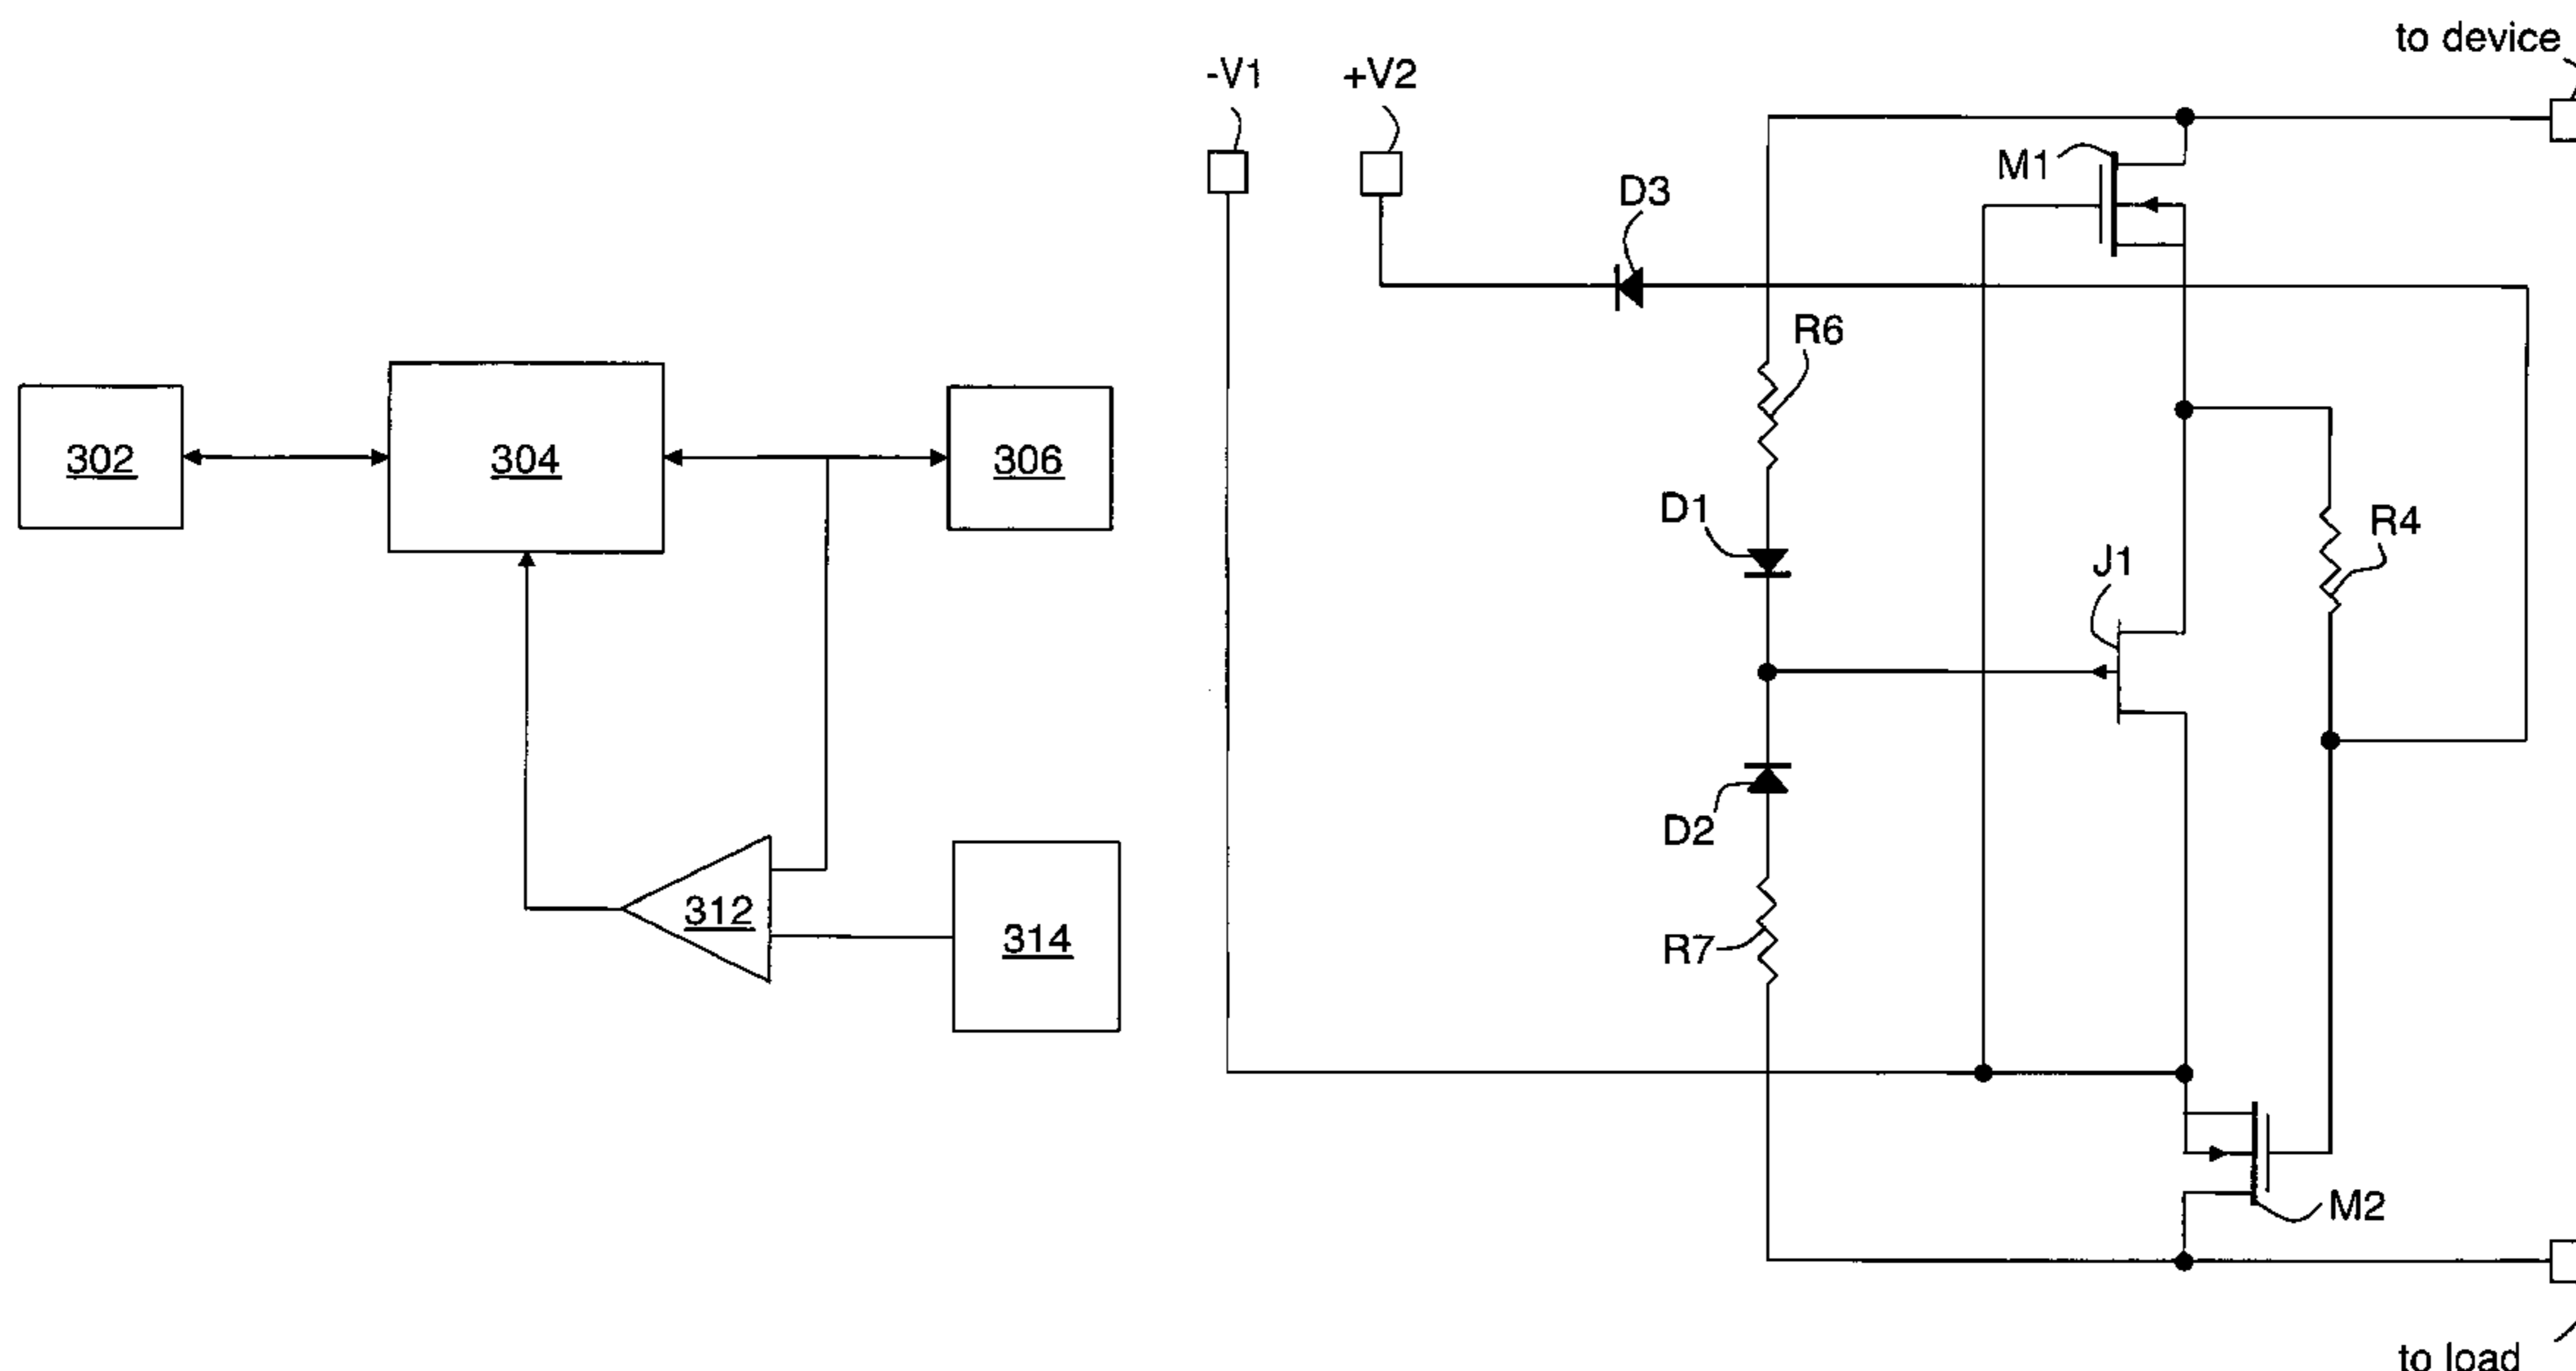 302
304
306
312
314
to device
-V1
+V2
M1
D3
R6
D1
R4
J1
D2
R7
M2
to load